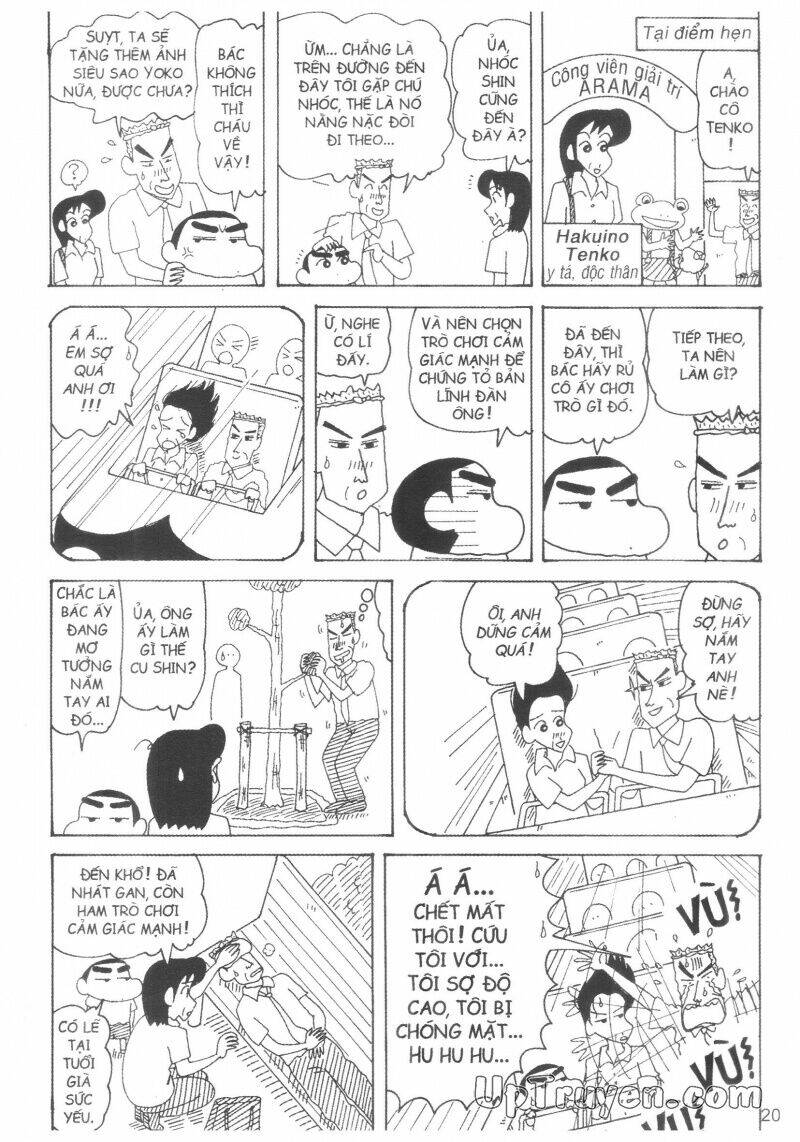 Tại điểm hẹn
Công viên giải trí
ARAMA
A,
CHÀO
CÔ
TENKO
!
Hakuino
Tenko
y tá, độc thân
ỦA,
NHÓC
SHIN
CŨNG
ĐẾN
ĐÂY À?
ỪM... CHẲNG LÀ
TRÊN ĐƯỜNG ĐẾN
ĐÂY TÔI GẶP CHÚ
NHÓC, THẾ LÀ NÓ
NẰNG NẶC ĐÒI
ĐI THEO...
BÁC
KHÔNG
THÍCH
THÌ
CHÁU
VỀ
VẬY!
SUYT, TA SẼ
TẶNG THÊM ẢNH
SIÊU SAO YOKO
NỮA, ĐƯỢC CHƯA?
?
TIẾP THEO,
TA NÊN
LÀM GÌ?
ĐÃ ĐẾN
ĐÂY, THÌ
BÁC HÃY RỦ
CÔ ẤY CHƠI
TRÒ GÌ ĐÓ.
VÀ NÊN CHỌN
TRÒ CHƠI CẢM
GIÁC MẠNH ĐỂ
CHỨNG TỎ BẢN
LĨNH ĐÀN
ÔNG!
Ữ, NGHE
CÓ LÍ
ĐẤY.
Á Á...
EM SỢ
QUÁ
ANH ƠI
!!!
ĐỪNG
SỢ, HÃY
NẮM
TAY
ANH
NÈ!
ÔI, ANH
DŨNG CẢM
QUÁ!
ỦA, ÔNG
ẤY LÀM
GÌ THẾ
CU SHIN?
CHẮC LÀ
BÁC ẤY
ĐANG
MƠ
TƯỞNG
NẮM
TAY AI
ĐÓ...
Á Á...
CHẾT MẤT
THÔI! CỨU
TÔI VỚI...
TÔI SỢ ĐỘ
CAO, TÔI BỊ
CHÓNG MẶT...
HU HU HU...
VÙ!
VÙ!
VÙ!
ĐẾN KHỔ! ĐÃ
NHÁT GAN, CÒN
HAM TRÒ CHƠI
CẢM GIÁC MẠNH!
CÓ LẼ
TẠI
TUỔI
GIÀ
SỨC
YẾU.
UpTruyen.com
20